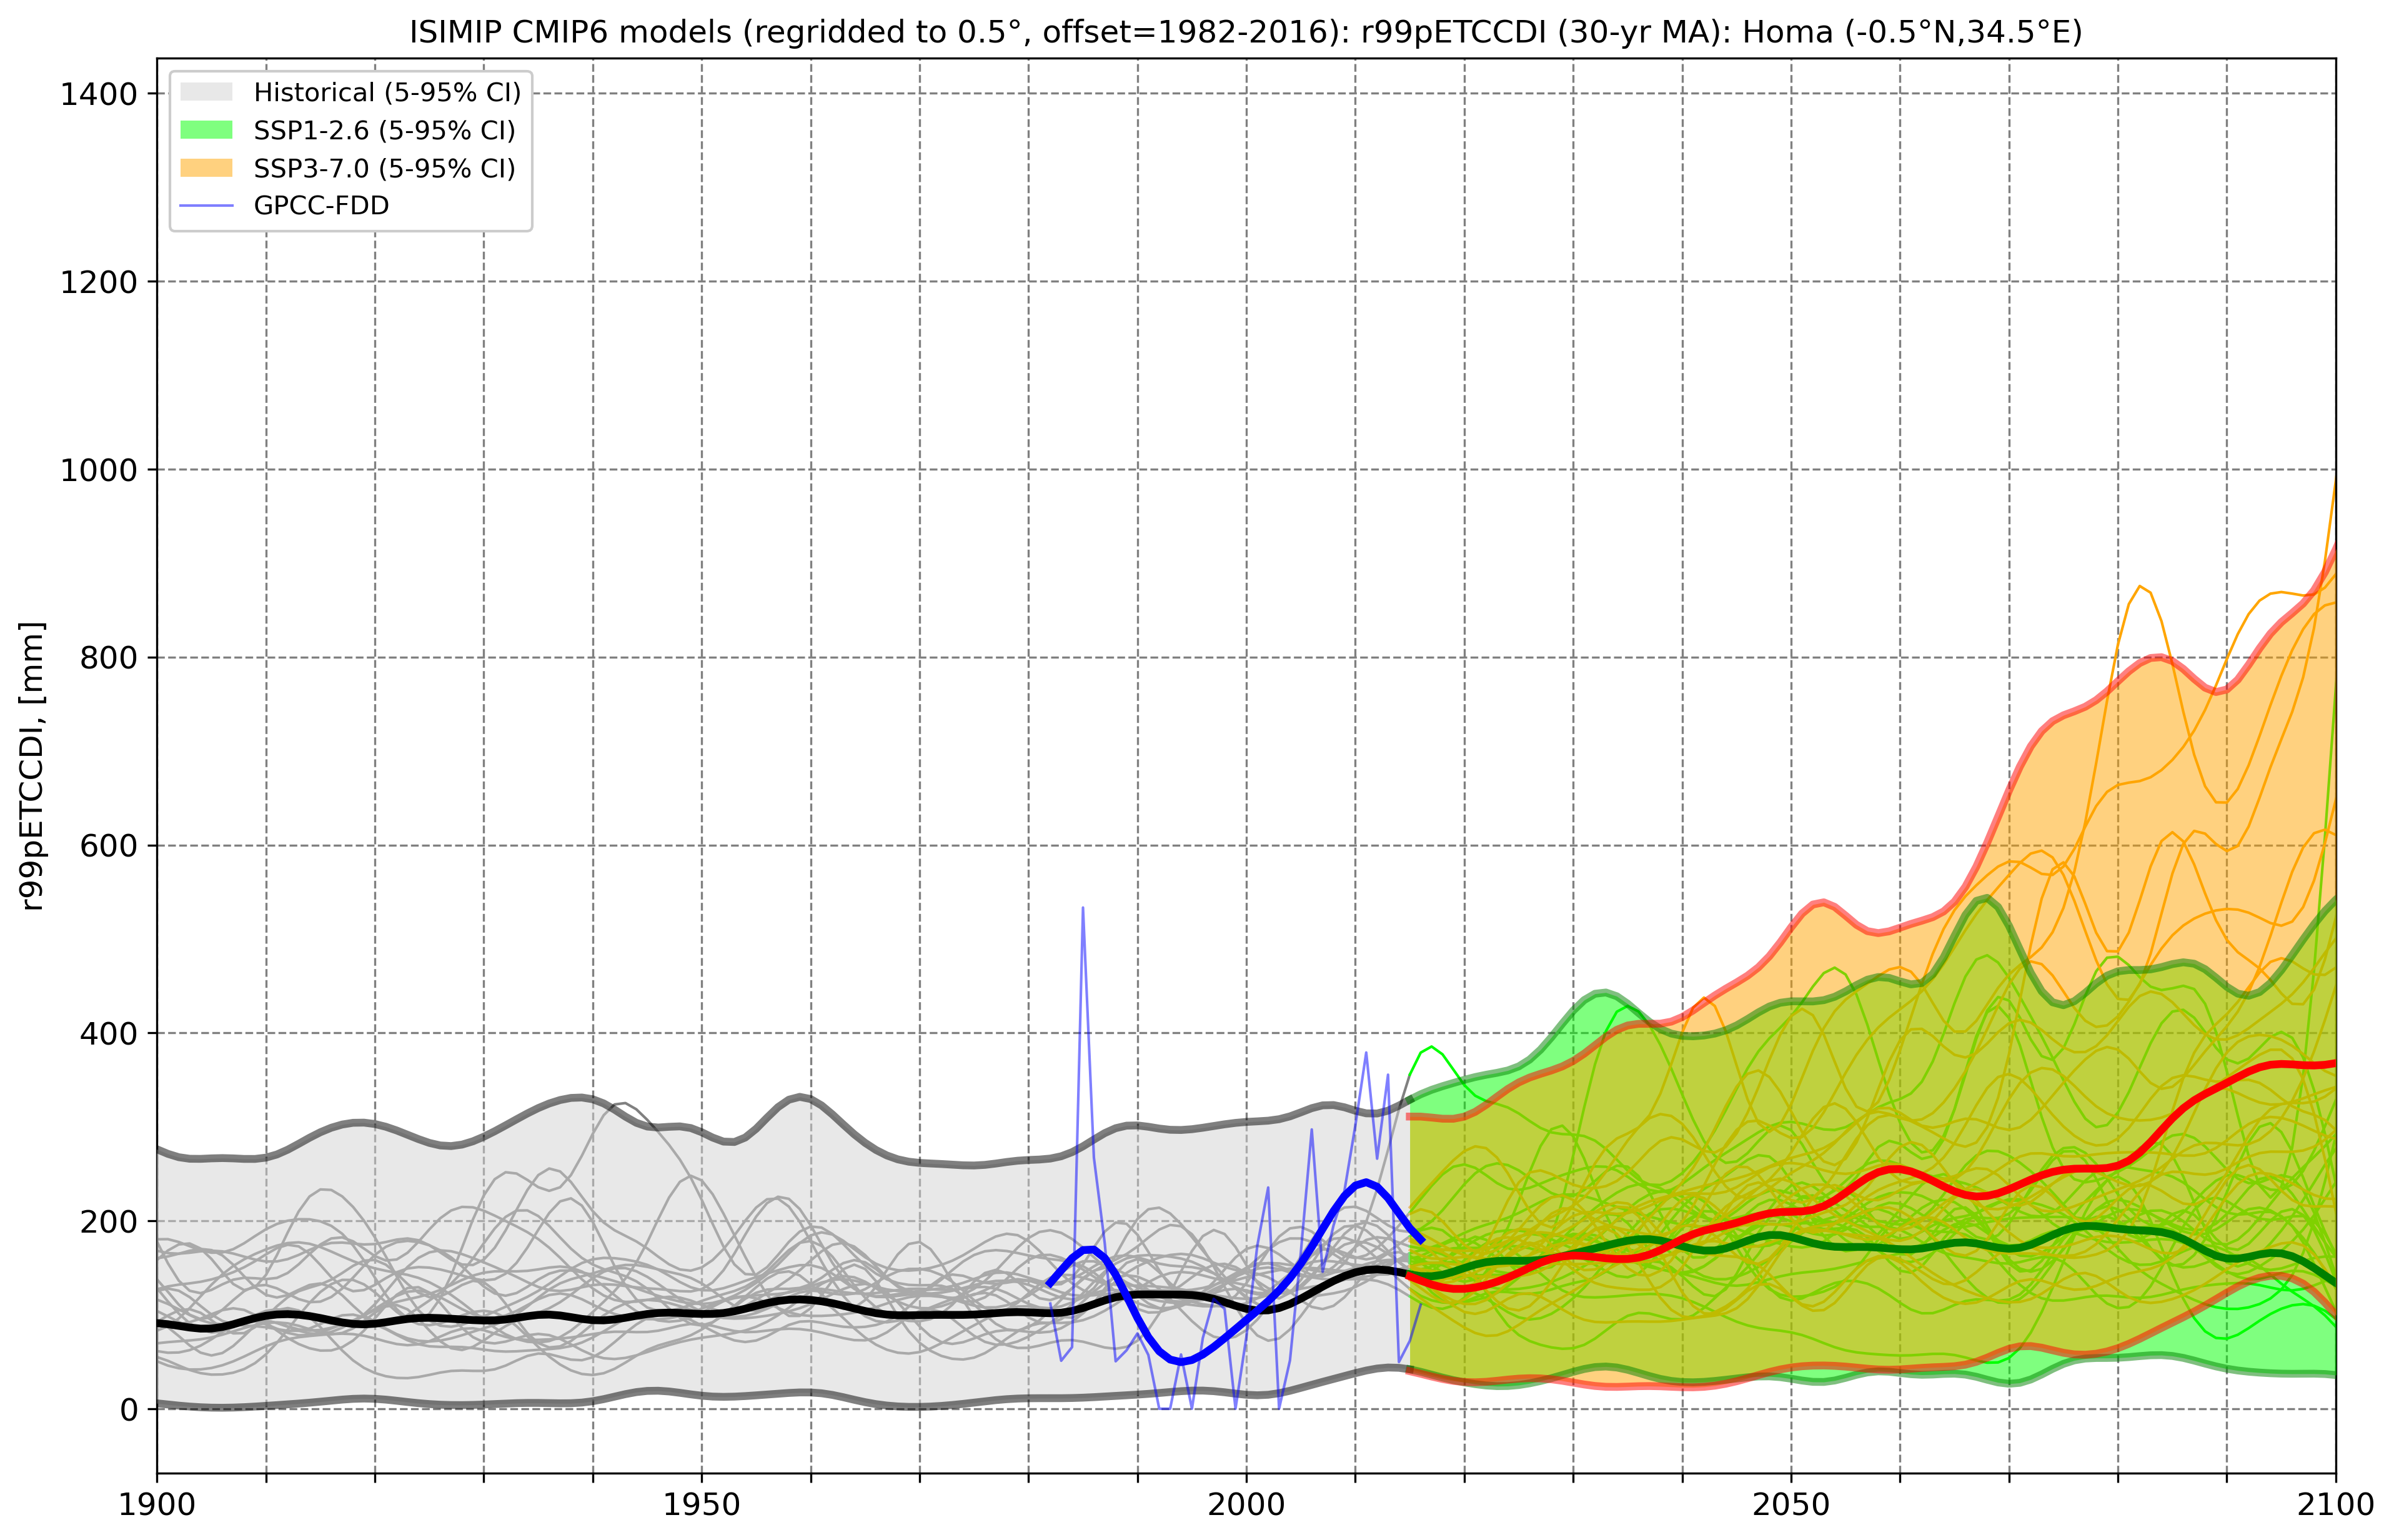 ISIMIP CMIP6 models (regridded to 0.5°, offset=1982-2016): r99pETCCDI (30-yr MA): Homa (-0.5°N,34.5°E)
Historical (5-95% CI)
SSP1-2.6 (5-95% CI)
SSP3-7.0 (5-95% CI)
GPCC-FDD
r99pETCCDI, [mm]
1400
1200
1000
800
600
400
200
0
1900 1950 2000 2050 2100